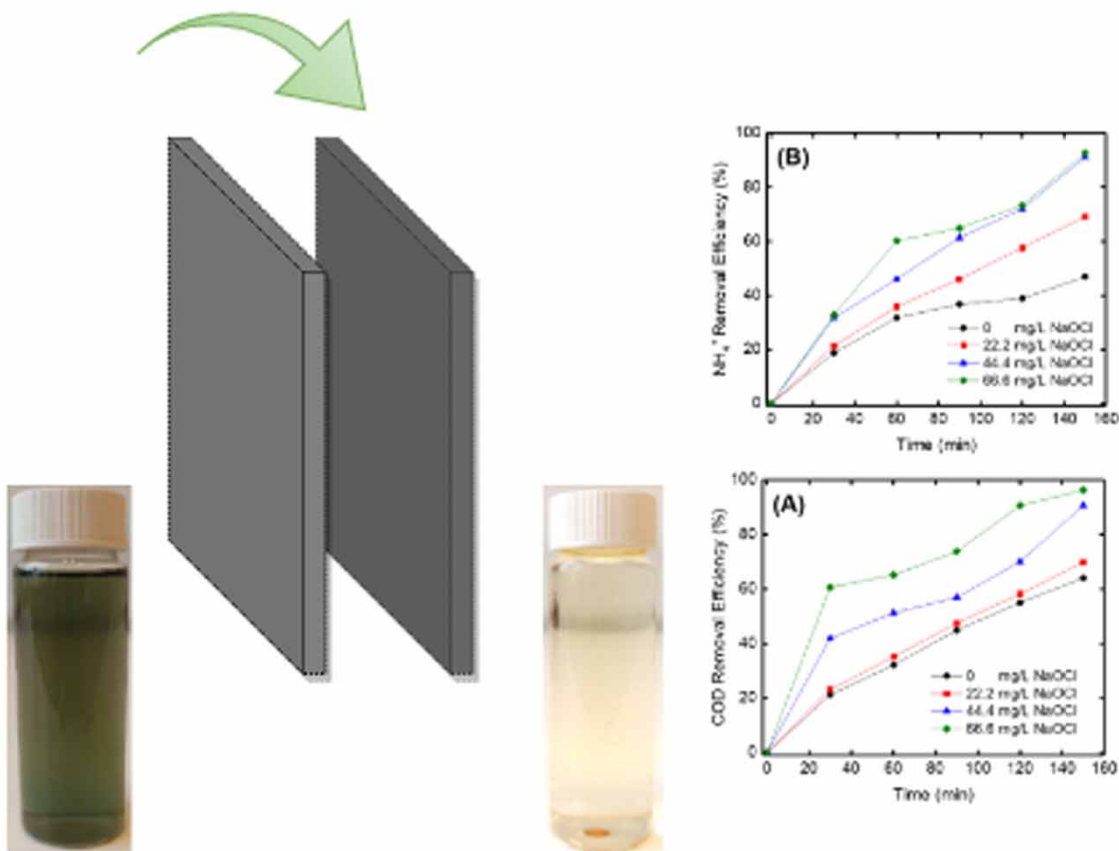 (B)
100
80
60
40
20
0
NH₄⁺ Removal Efficiency (%)
0 mg/L NaOCl
22.2 mg/L NaOCl
44.4 mg/L NaOCl
66.6 mg/L NaOCl
0 20 40 60 80 100 120 140 160
Time (min)
(A)
100
80
60
40
20
0
COD Removal Efficiency (%)
0 mg/L NaOCl
22.2 mg/L NaOCl
44.4 mg/L NaOCl
66.6 mg/L NaOCl
0 20 40 60 80 100 120 140 160
Time (min)